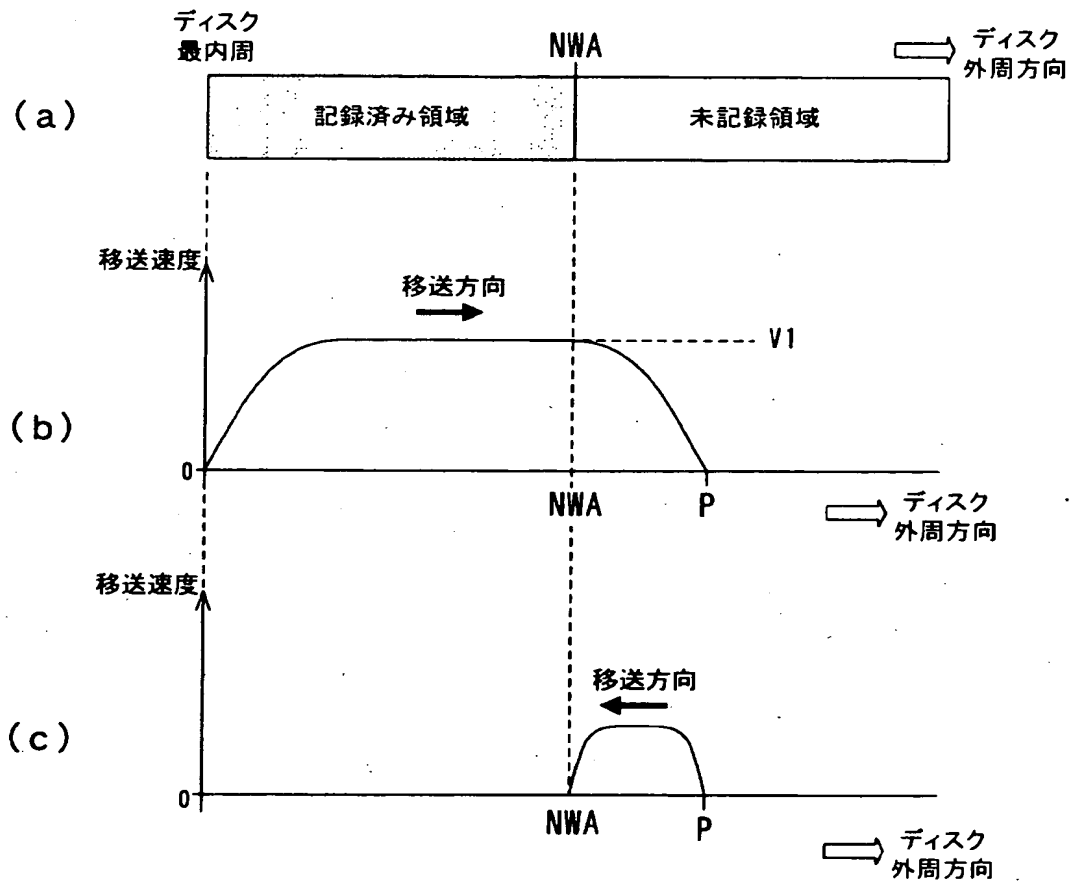 ディスク
最内周
NWA
ディスク
外周方向
(a)
記録済み領域
未記録領域
移送速度
移送方向
V1
(b)
0
NWA
P
ディスク
外周方向
移送速度
移送方向
(c)
0
NWA
P
ディスク
外周方向